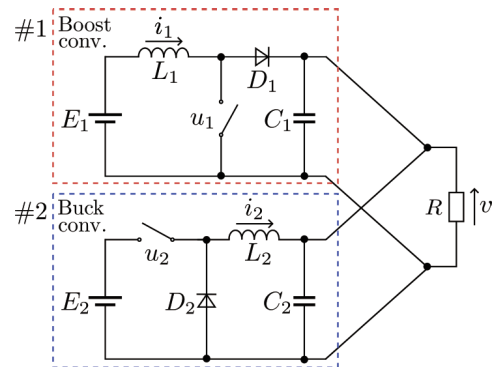 #1 Boost conv.
i₁
L₁
D₁
E₁
u₁
C₁
R
v
#2 Buck conv.
i₂
u₂
L₂
E₂
D₂
C₂